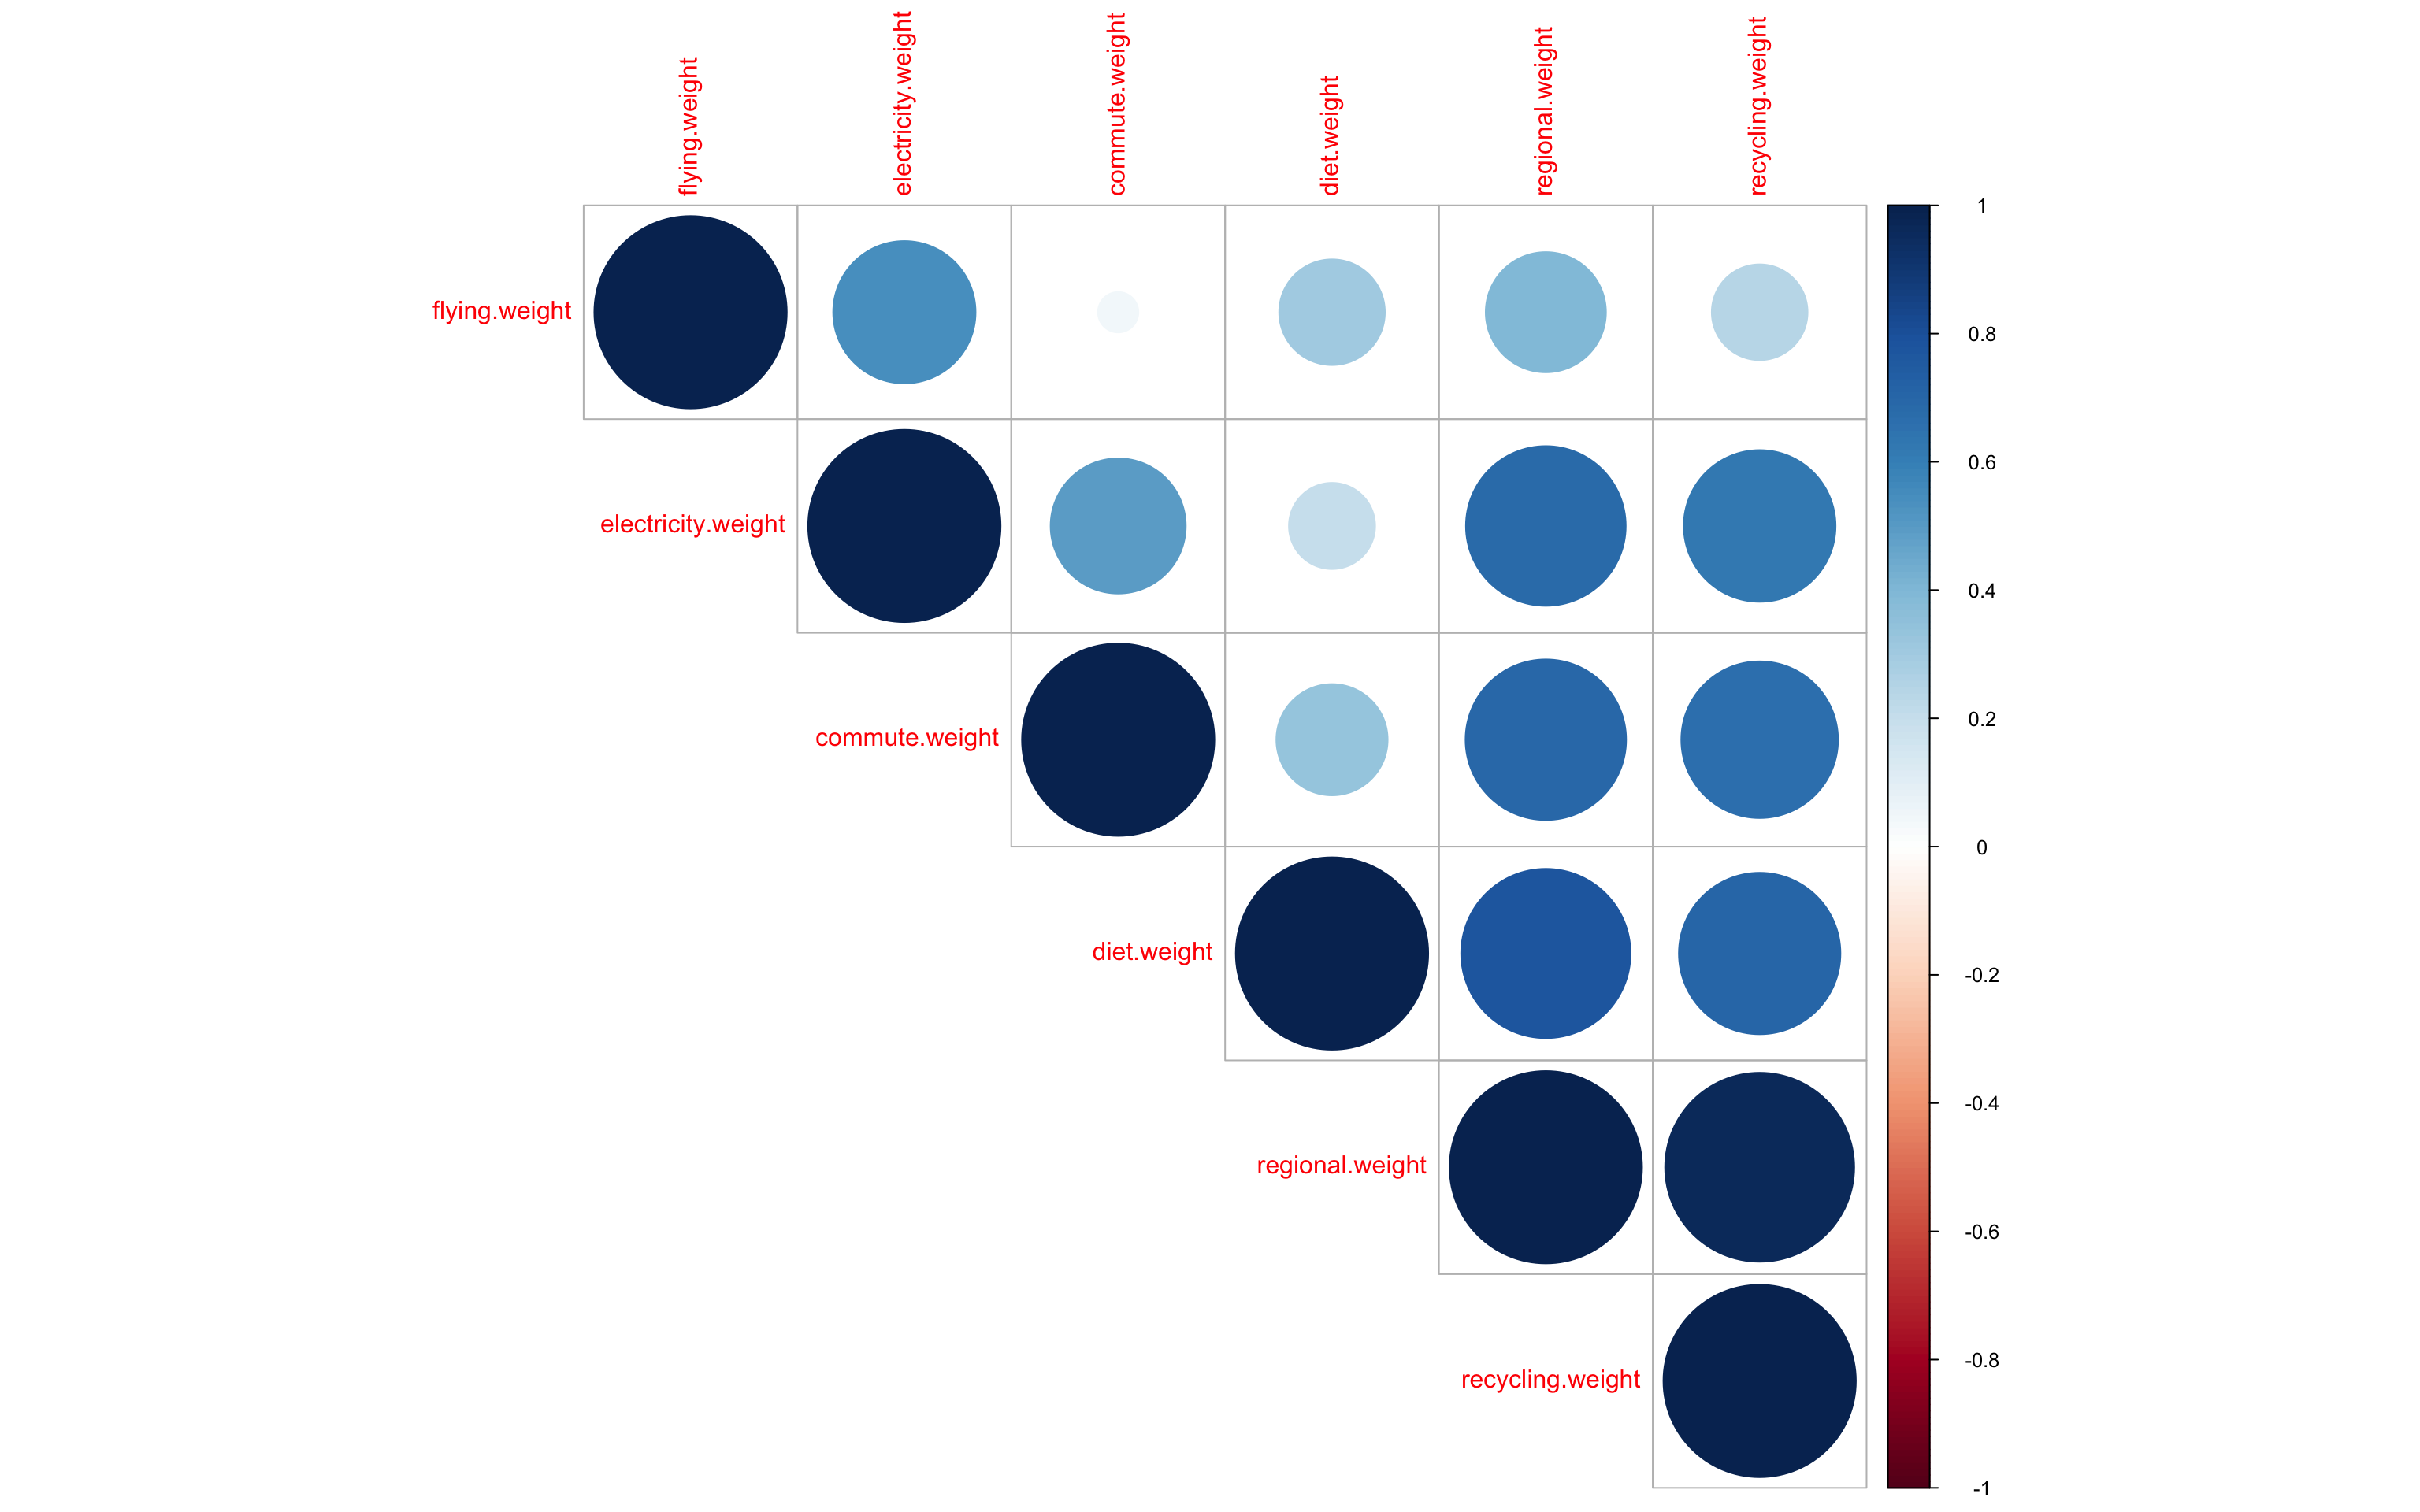 flying.weight
electricity.weight
commute.weight
diet.weight
regional.weight
recycling.weight
flying.weight
electricity.weight
commute.weight
diet.weight
regional.weight
recycling.weight
1
0.8
0.6
0.4
0.2
0
-0.2
-0.4
-0.6
-0.8
-1